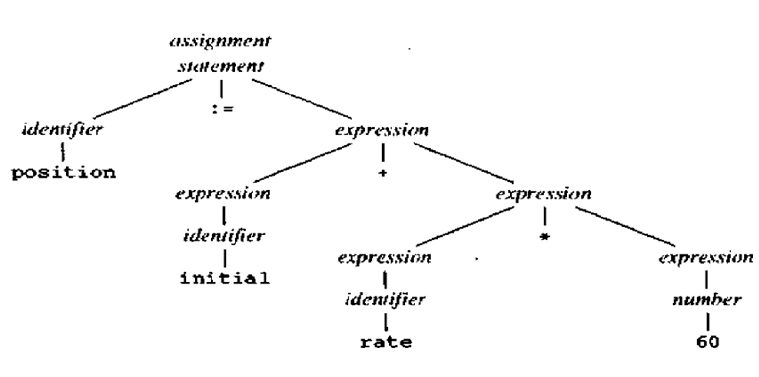 assignment
statement
:=
identifier
expression
position
+
expression
expression
identifier
*
expression
expression
initial
identifier
number
rate
60